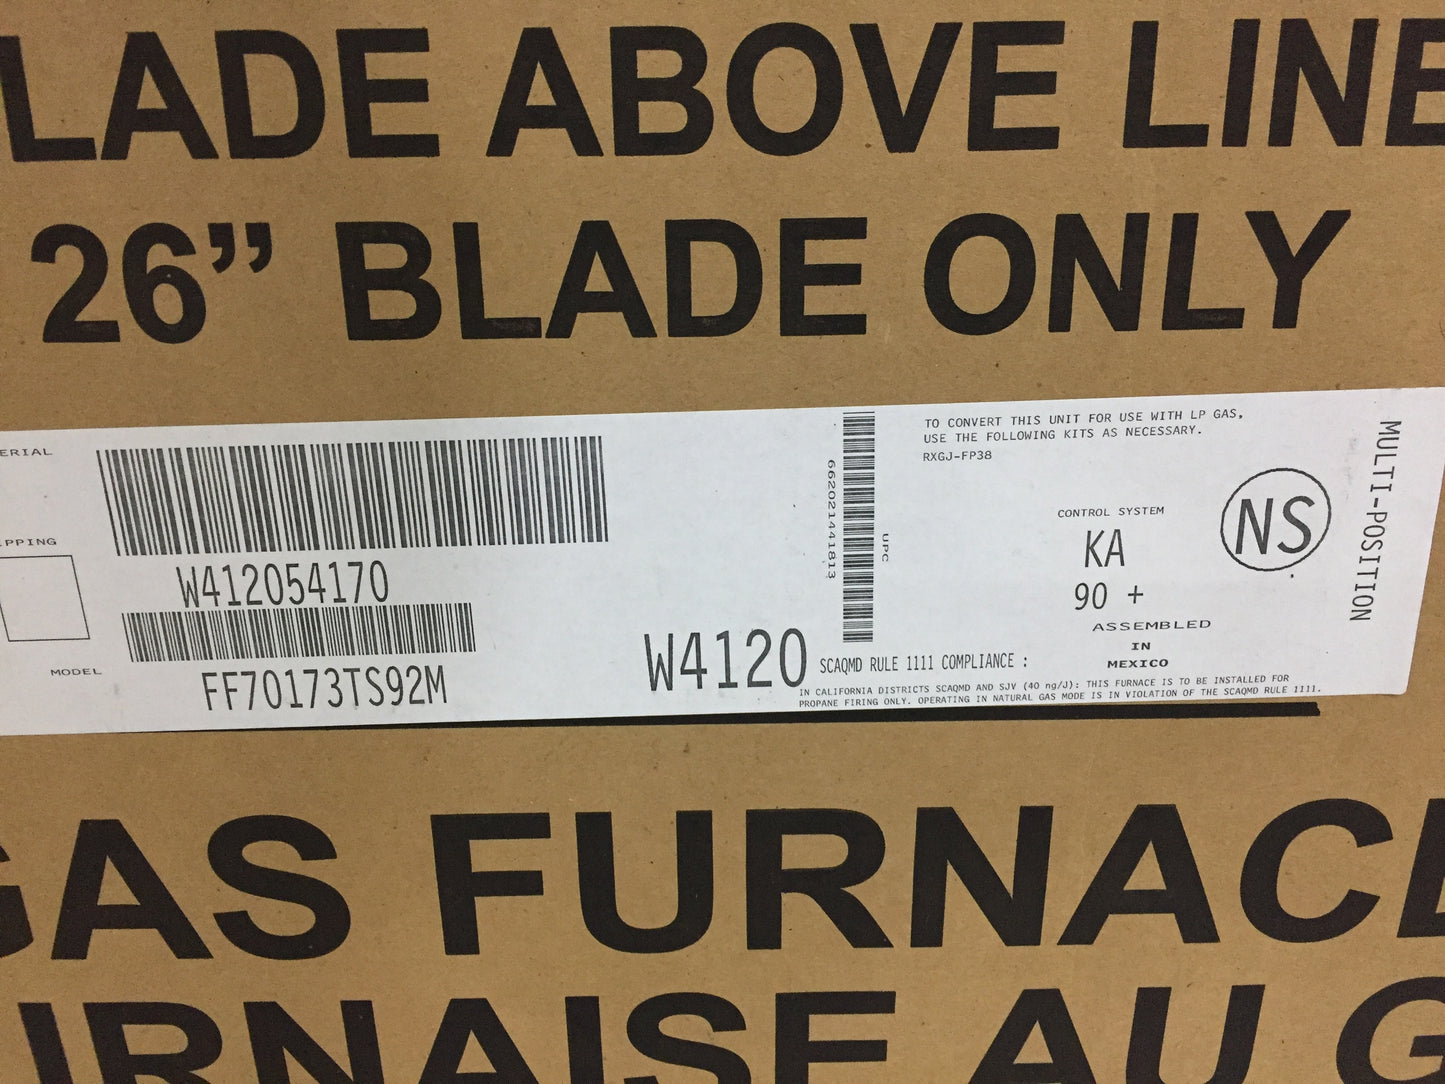 LADE ABOVE LINE
26” BLADE ONLY
ERIAL
W412054170
PPING
MODEL
FF70173TS92M
W4120
662021441813
UPC
TO CONVERT THIS UNIT FOR USE WITH LP GAS,
USE THE FOLLOWING KITS AS NECESSARY.
RXGJ-FP38
CONTROL SYSTEM
KA
90 +
NS
MULTI-POSITION
ASSEMBLED
IN
MEXICO
SCAQMD RULE 1111 COMPLIANCE :
IN CALIFORNIA DISTRICTS SCAQMD AND SJV (40 ng/J): THIS FURNACE IS TO BE INSTALLED FOR
PROPANE FIRING ONLY. OPERATING IN NATURAL GAS MODE IS IN VIOLATION OF THE SCAQMD RULE 1111.
GAS FURNACE
URNAISE AU G